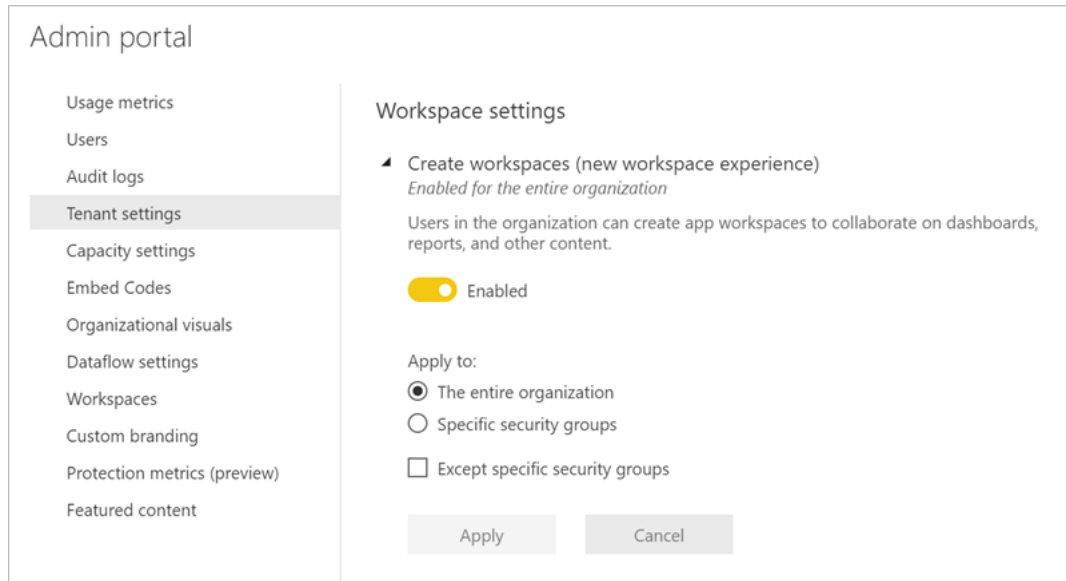 Admin portal
Usage metrics
Users
Audit logs
Tenant settings
Capacity settings
Embed Codes
Organizational visuals
Dataflow settings
Workspaces
Custom branding
Protection metrics (preview)
Featured content
Workspace settings
Create workspaces (new workspace experience)
Enabled for the entire organization
Users in the organization can create app workspaces to collaborate on dashboards,
reports, and other content.
Enabled
Apply to:
The entire organization
Specific security groups
Except specific security groups
Apply
Cancel